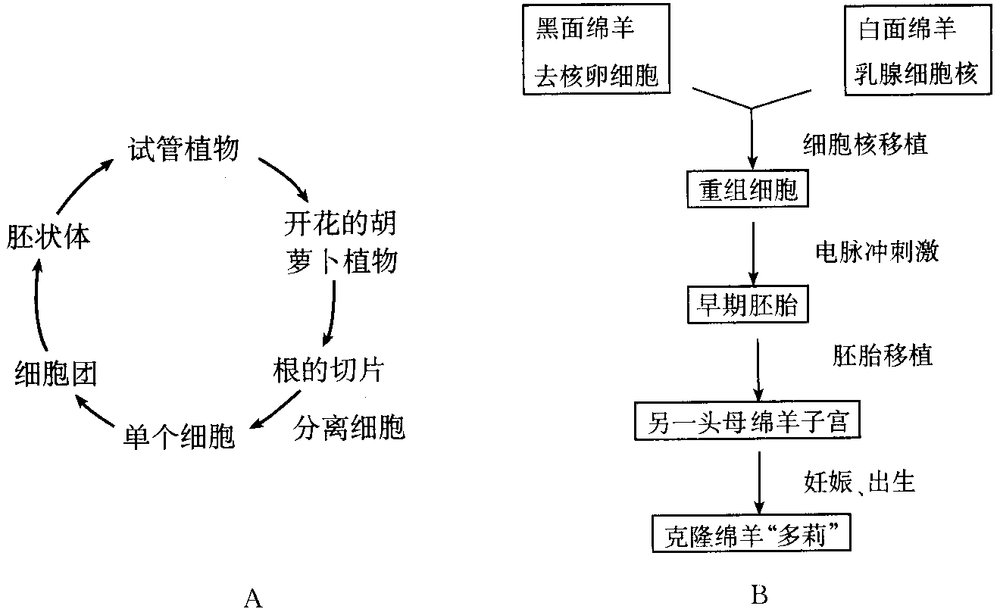 试管植物
开花的胡
萝卜植物
根的切片
分离细胞
单个细胞
细胞团
胚状体
A
黑面绵羊
去核卵细胞
白面绵羊
乳腺细胞核
细胞核移植
重组细胞
电脉冲刺激
早期胚胎
胚胎移植
另一头母绵羊子宫
妊娠、出生
克隆绵羊“多莉”
B